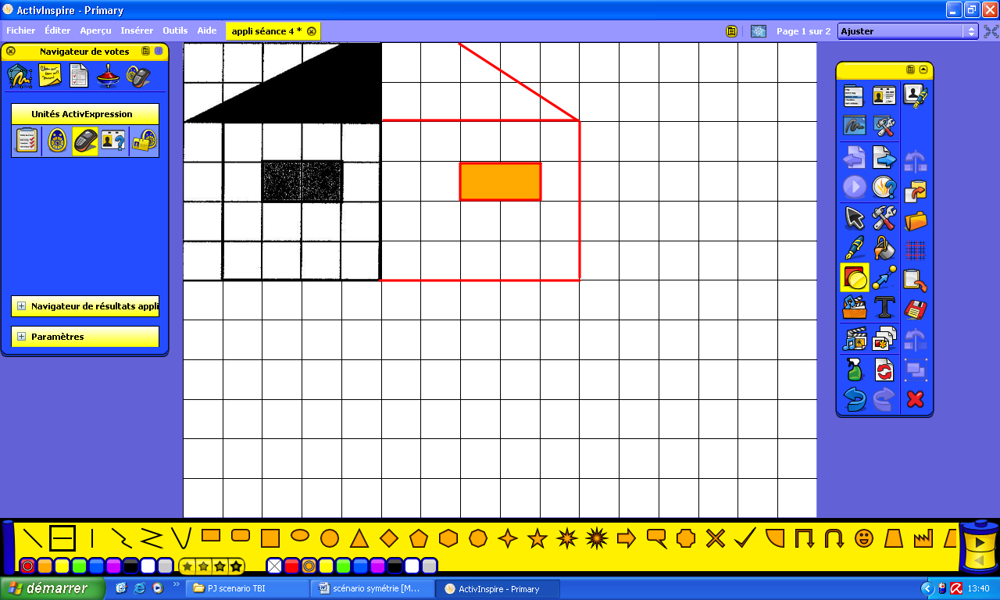 ActivInspire - Primary
Fichier Éditer Aperçu Insérer Outils Aide
appli séance 4 *
Page 1 sur 2
Ajuster
Navigateur de votes
Unités ActivExpression
Navigateur de résultats appli
Paramètres
démarrer
PJ scenario TBI
scénario symétrie [M...
ActivInspire - Primary
13:40